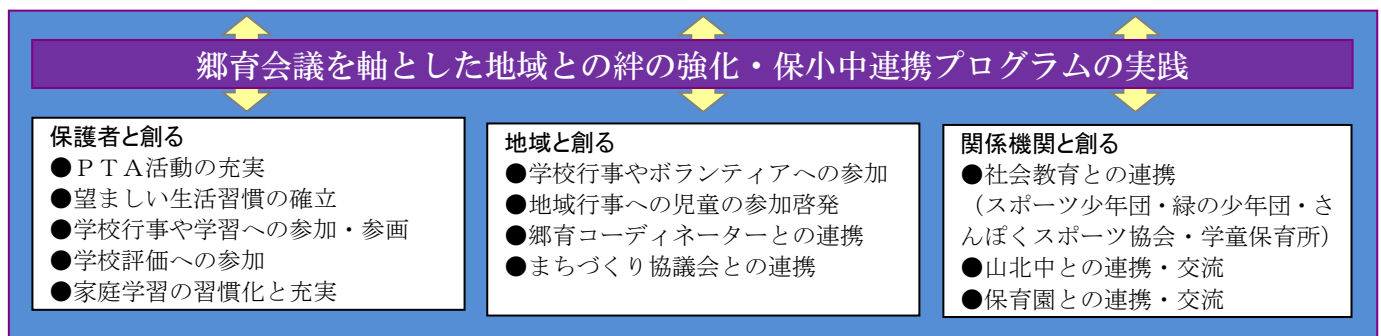 郷育会議を軸とした地域との絆の強化・保小中連携プログラムの実践
保護者と創る
●ＰＴＡ活動の充実
●望ましい生活習慣の確立
●学校行事や学習への参加・参画
●学校評価への参加
●家庭学習の習慣化と充実
地域と創る
●学校行事やボランティアへの参加
●地域行事への児童の参加啓発
●郷育コーディネーターとの連携
●まちづくり協議会との連携
関係機関と創る
●社会教育との連携
（スポーツ少年団・緑の少年団・さ
んぽくスポーツ協会・学童保育所）
●山北中との連携・交流
●保育園との連携・交流